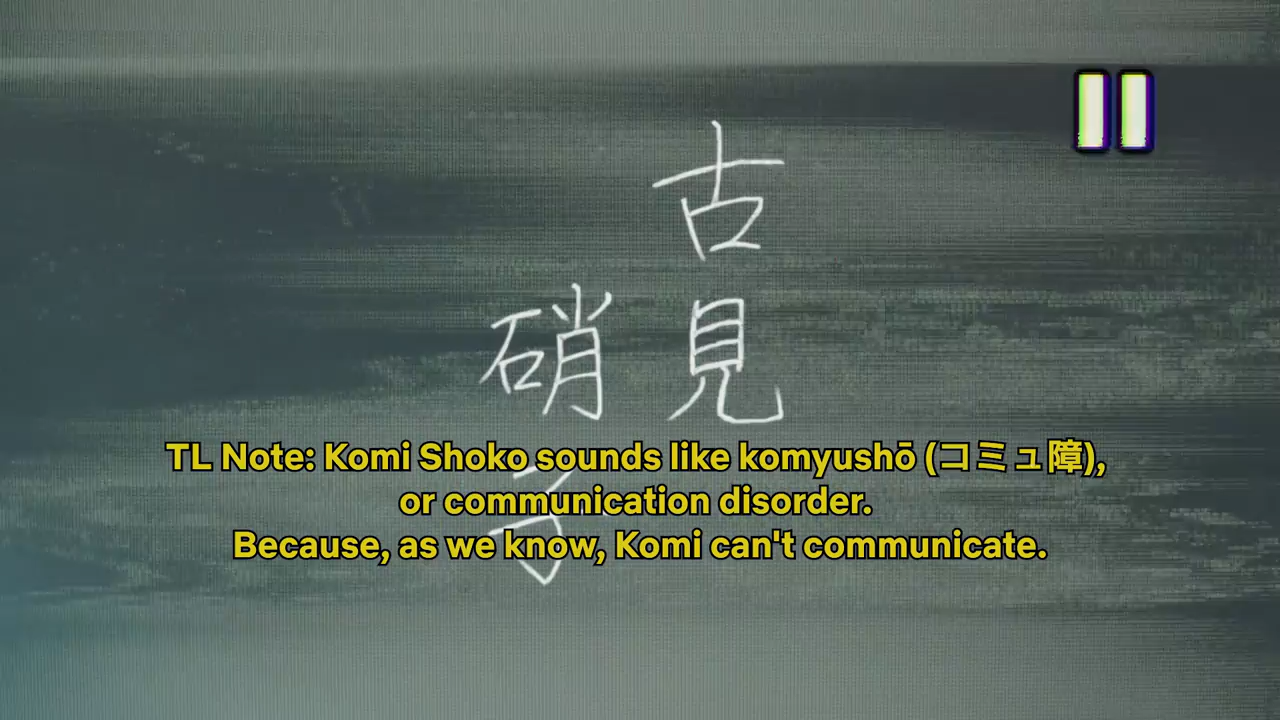 古見
硝子
TL Note: Komi Shoko sounds like komyushō (コミュ障),
or communication disorder.
Because, as we know, Komi can't communicate.